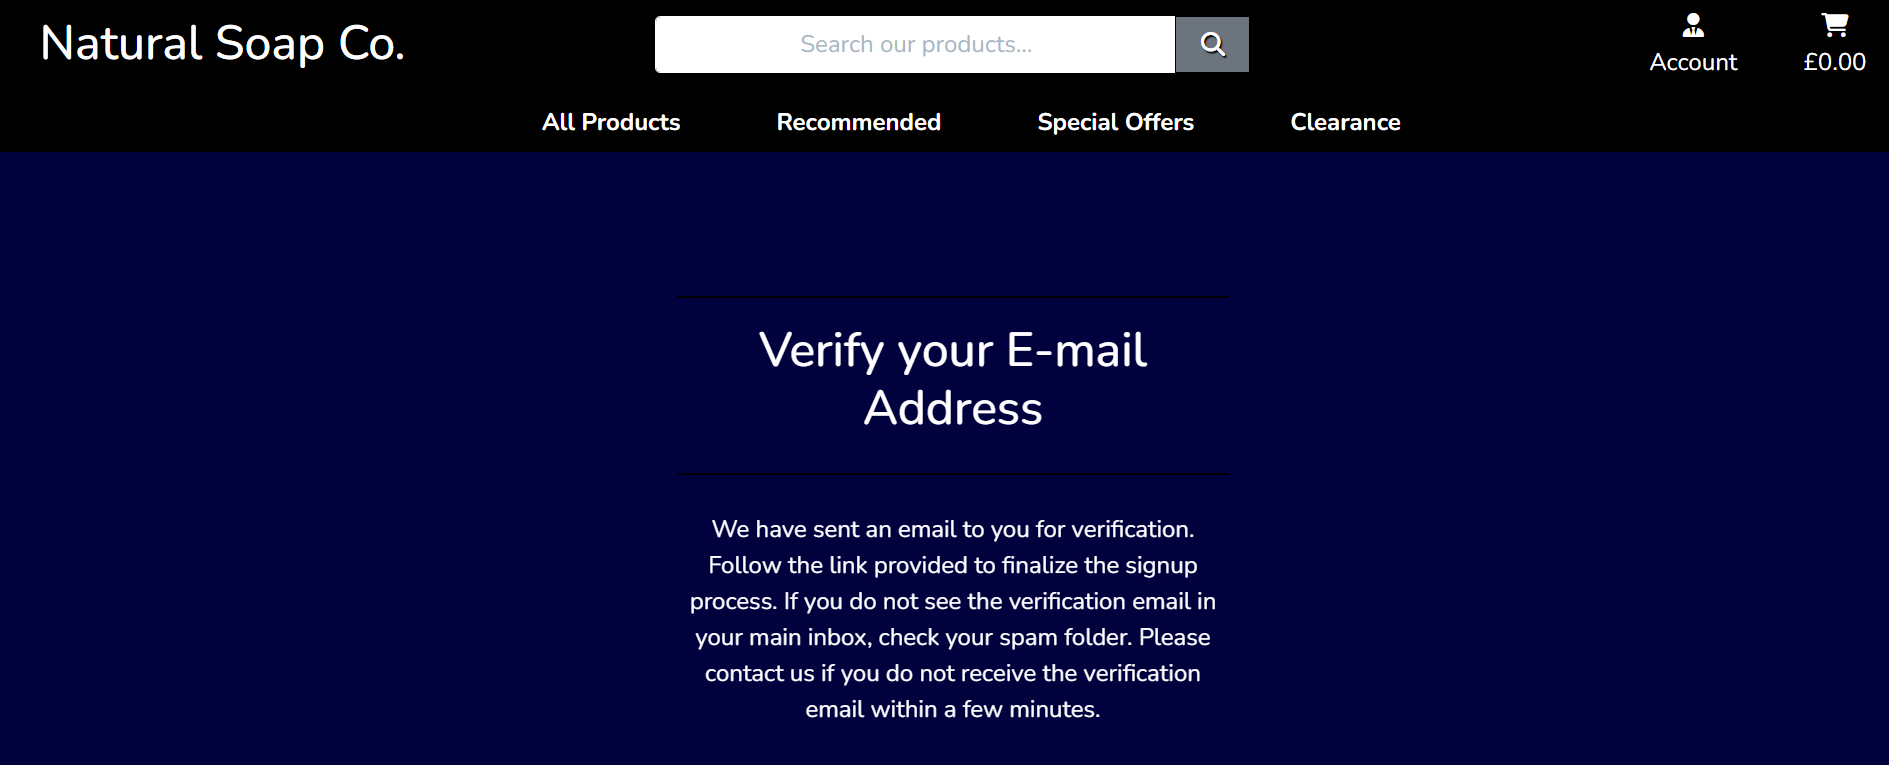 Natural Soap Co.
Search our products...
Account
£0.00
All Products Recommended Special Offers Clearance
Verify your E-mail
Address
We have sent an email to you for verification.
Follow the link provided to finalize the signup
process. If you do not see the verification email in
your main inbox, check your spam folder. Please
contact us if you do not receive the verification
email within a few minutes.